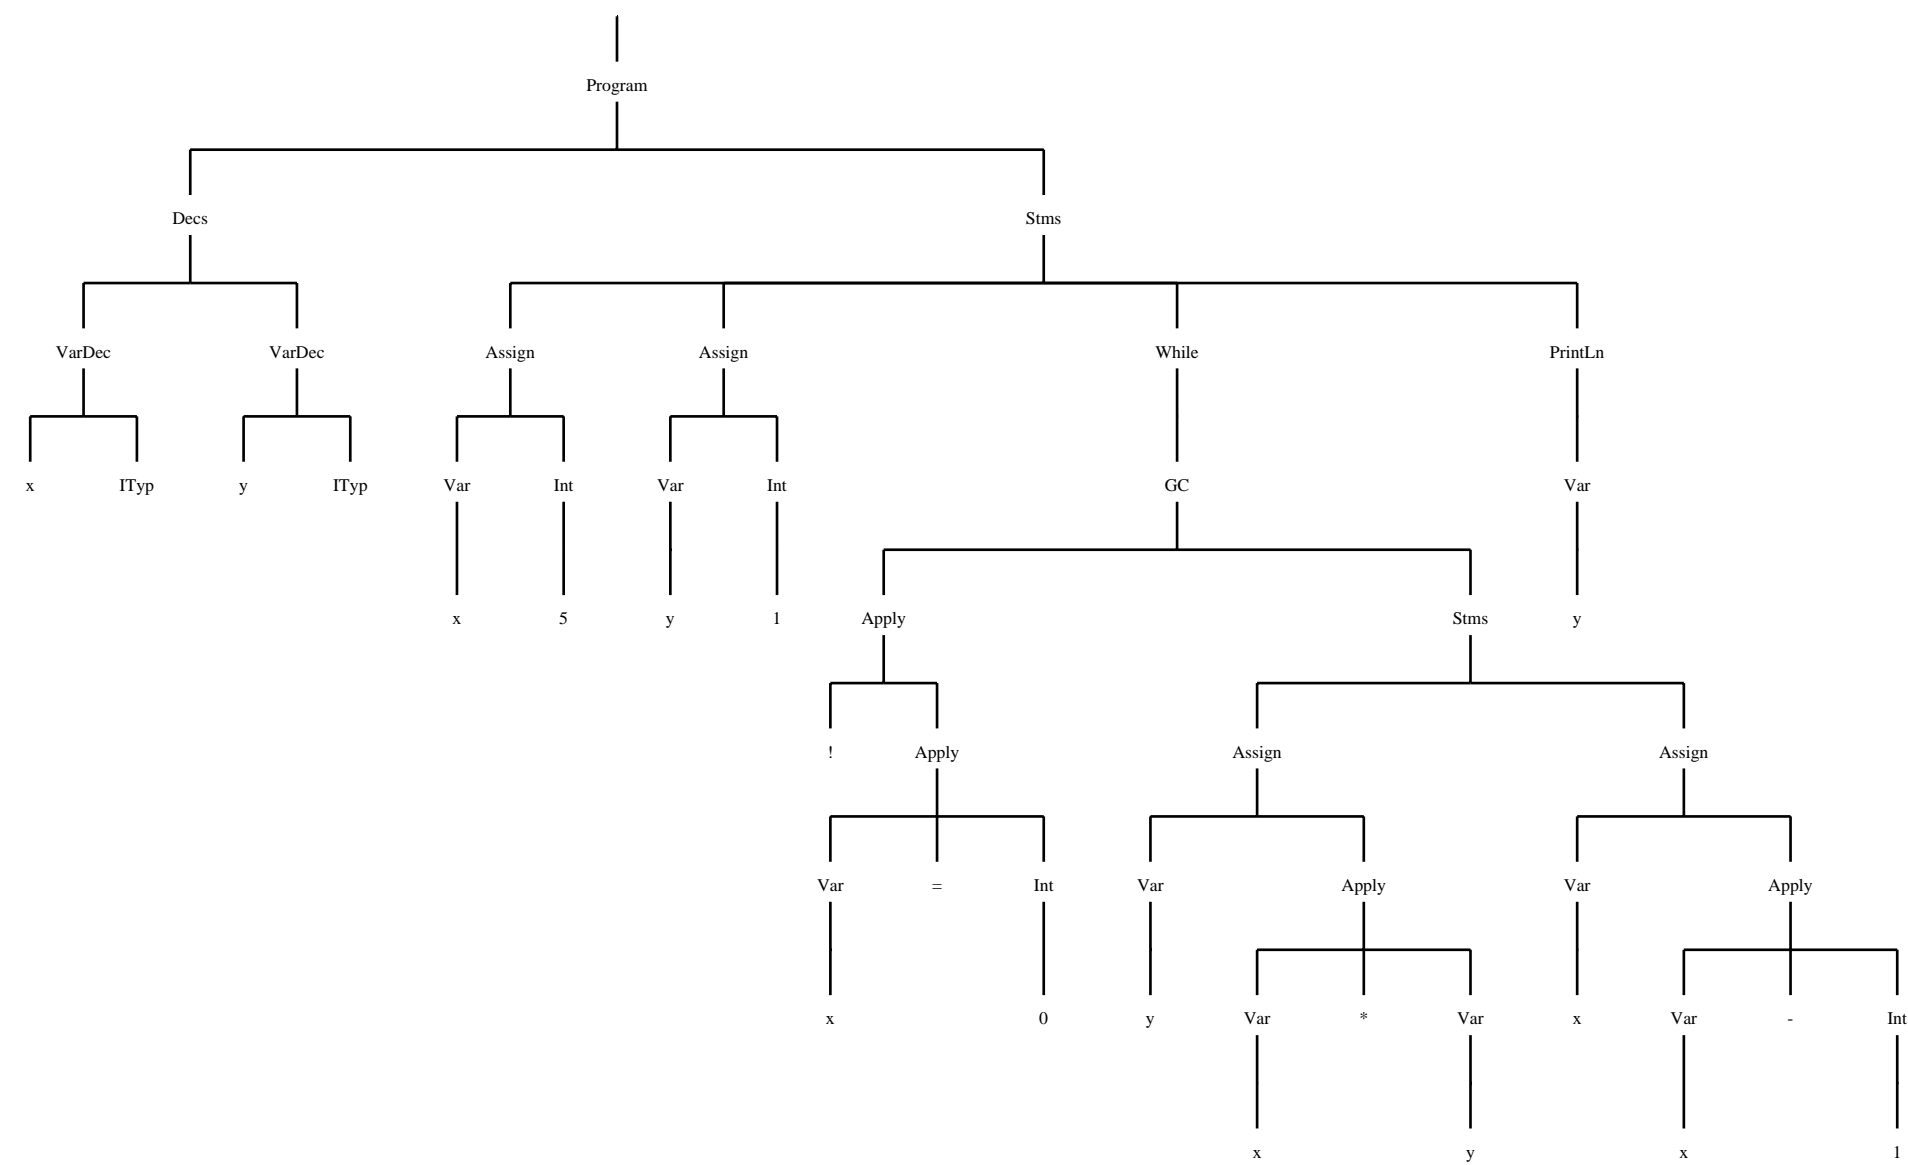 Program
Decs Stms
VarDec VarDec Assign Assign While PrintLn
x ITyp y ITyp Var Int Var Int GC Var
x 5 y 1 Apply Stms y
! Apply Assign Assign
Var = Int Var Apply Var Apply
x 0 y Var * Var x Var - Int
x y x 1